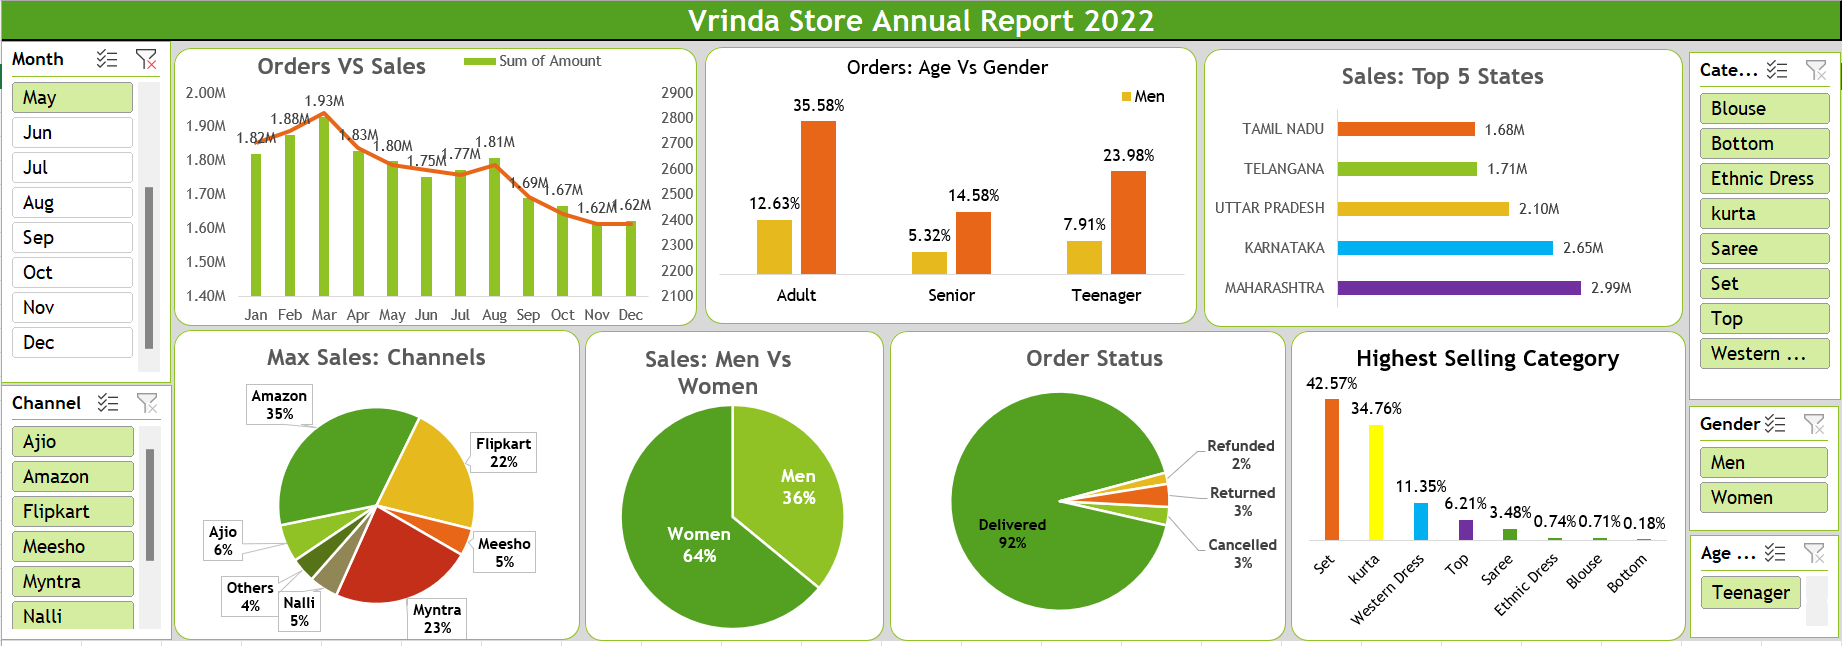 Vrinda Store Annual Report 2022
Month
May
Jun
Jul
Aug
Sep
Oct
Nov
Dec
Channel
Ajio
Amazon
Flipkart
Meesho
Myntra
Nalli
Orders VS Sales
Sum of Amount
2.00M
1.90M
1.80M
1.70M
1.60M
1.50M
1.40M
1.82M
1.88M
1.93M
1.83M
1.80M
1.75M
1.77M
1.81M
1.69M
1.67M
1.62M
1.62M
2900
2800
2700
2600
2500
2400
2300
2200
2100
Jan Feb Mar Apr May Jun Jul Aug Sep Oct Nov Dec
Orders: Age Vs Gender
Men
35.58%
12.63%
14.58%
5.32%
23.98%
7.91%
Adult Senior Teenager
Sales: Top 5 States
TAMIL NADU 1.68M
TELANGANA 1.71M
UTTAR PRADESH 2.10M
KARNATAKA 2.65M
MAHARASHTRA 2.99M
Max Sales: Channels
Amazon
35%
Flipkart
22%
Meesho
5%
Myntra
23%
Nalli
5%
Others
4%
Ajio
6%
Sales: Men Vs
Women
Men
36%
Women
64%
Order Status
Refunded
2%
Returned
3%
Cancelled
3%
Delivered
92%
Highest Selling Category
42.57%
34.76%
11.35%
6.21%
3.48%
0.74%
0.71%
0.18%
Set
kurta
Western Dress
Top
Saree
Ethnic Dress
Blouse
Bottom
Cate...
Blouse
Bottom
Ethnic Dress
kurta
Saree
Set
Top
Western ...
Gender
Men
Women
Age ...
Teenager